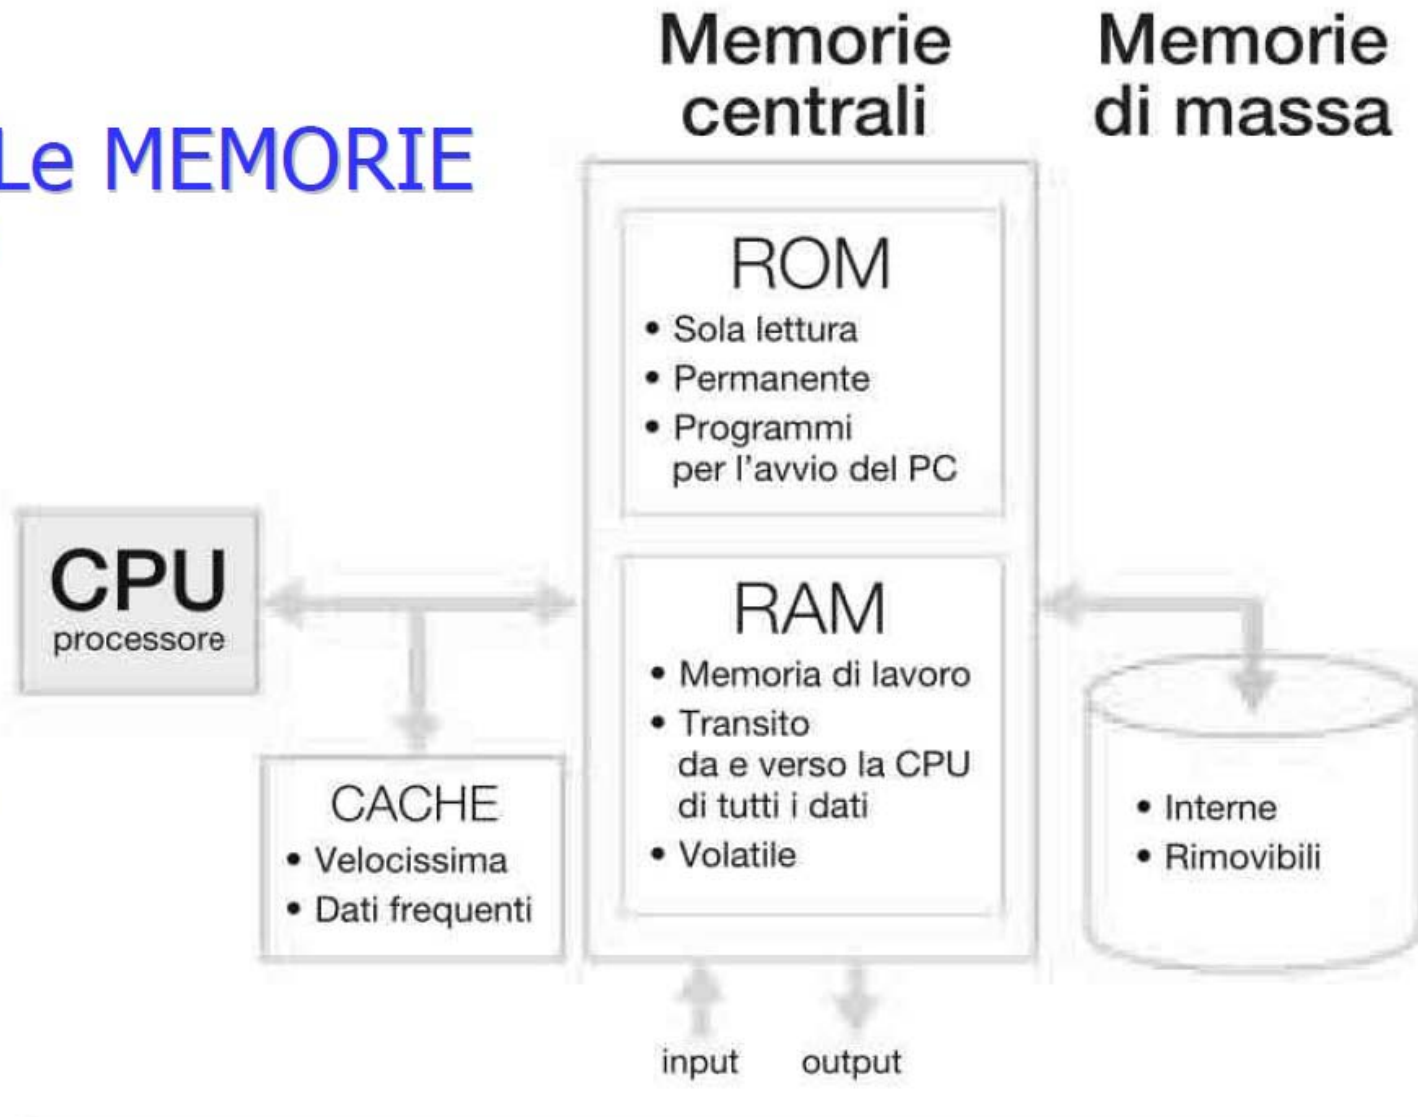 Le MEMORIE
Memorie
centrali
Memorie
di massa
ROM
• Sola lettura
• Permanente
• Programmi
per l'avvio del PC
CPU
processore
RAM
• Memoria di lavoro
• Transito
da e verso la CPU
di tutti i dati
• Volatile
CACHE
• Velocissima
• Dati frequenti
• Interne
• Rimovibili
input
output